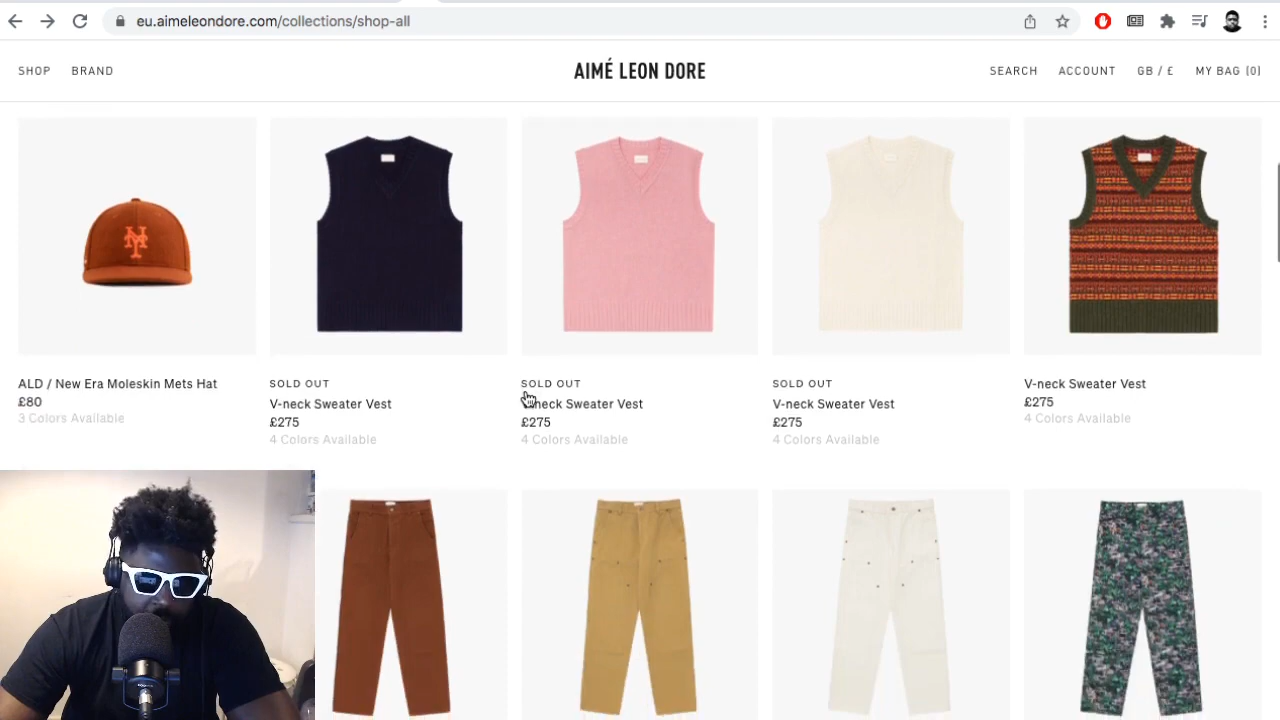 eu.aimeleondore.com/collections/shop-all
SHOP BRAND AIMÉ LEON DORE SEARCH ACCOUNT GB / £ MY BAG (0)
NY
ALD / New Era Moleskin Mets Hat
£80
3 Colors Available
SOLD OUT
V-neck Sweater Vest
£275
4 Colors Available
SOLD OUT
V-neck Sweater Vest
£275
4 Colors Available
SOLD OUT
V-neck Sweater Vest
£275
4 Colors Available
V-neck Sweater Vest
£275
4 Colors Available